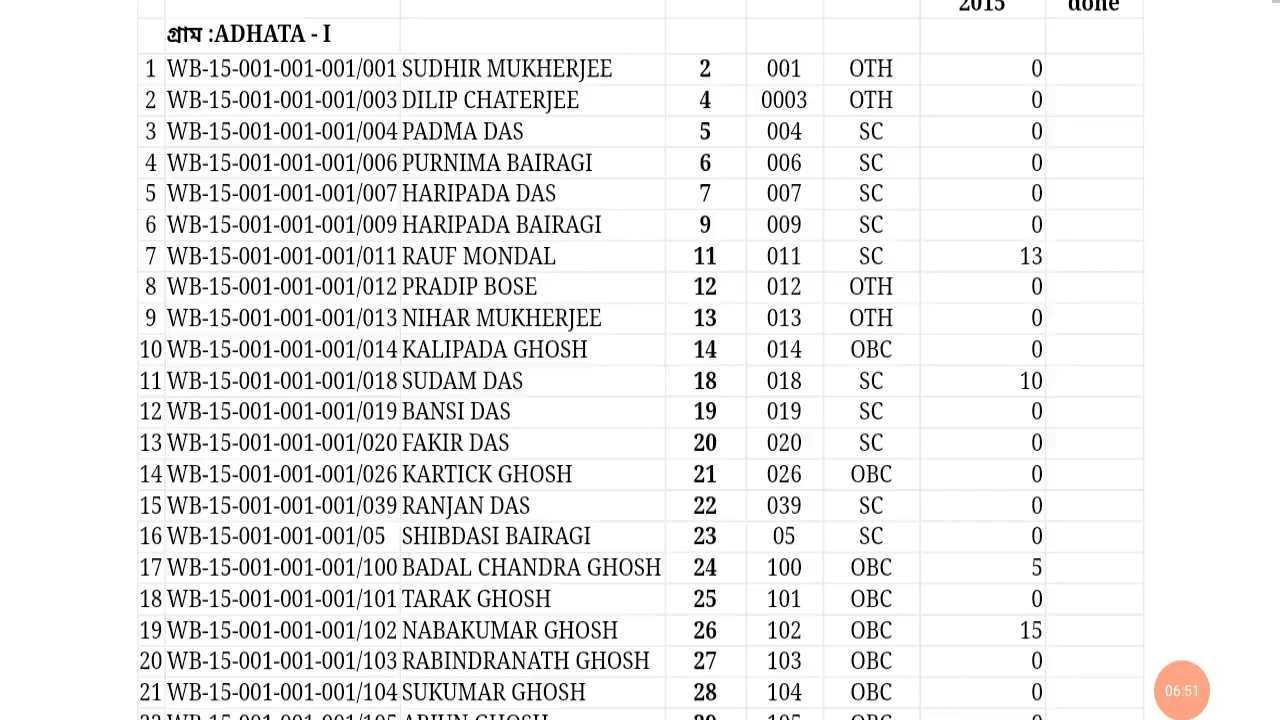 2015 done
গ্রাম :ADHATA - I
1 WB-15-001-001-001/001 SUDHIR MUKHERJEE 2 001 OTH 0
2 WB-15-001-001-001/003 DILIP CHATERJEE 4 0003 OTH 0
3 WB-15-001-001-001/004 PADMA DAS 5 004 SC 0
4 WB-15-001-001-001/006 PURNIMA BAIRAGI 6 006 SC 0
5 WB-15-001-001-001/007 HARIPADA DAS 7 007 SC 0
6 WB-15-001-001-001/009 HARIPADA BAIRAGI 9 009 SC 0
7 WB-15-001-001-001/011 RAUF MONDAL 11 011 SC 13
8 WB-15-001-001-001/012 PRADIP BOSE 12 012 OTH 0
9 WB-15-001-001-001/013 NIHAR MUKHERJEE 13 013 OTH 0
10 WB-15-001-001-001/014 KALIPADA GHOSH 14 014 OBC 0
11 WB-15-001-001-001/018 SUDAM DAS 18 018 SC 10
12 WB-15-001-001-001/019 BANSI DAS 19 019 SC 0
13 WB-15-001-001-001/020 FAKIR DAS 20 020 SC 0
14 WB-15-001-001-001/026 KARTICK GHOSH 21 026 OBC 0
15 WB-15-001-001-001/039 RANJAN DAS 22 039 SC 0
16 WB-15-001-001-001/05 SHIBDASI BAIRAGI 23 05 SC 0
17 WB-15-001-001-001/100 BADAL CHANDRA GHOSH 24 100 OBC 5
18 WB-15-001-001-001/101 TARAK GHOSH 25 101 OBC 0
19 WB-15-001-001-001/102 NABAKUMAR GHOSH 26 102 OBC 15
20 WB-15-001-001-001/103 RABINDRANATH GHOSH 27 103 OBC 0
21 WB-15-001-001-001/104 SUKUMAR GHOSH 28 104 OBC 0
06:51